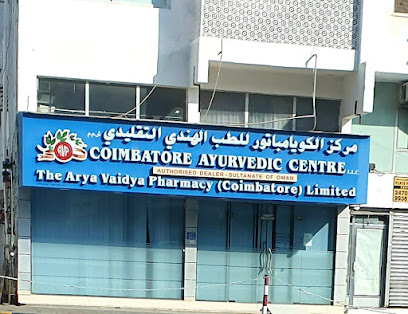 مركز الكويمباتور للطب الهندي التقليدي ش.م.م
AVP
COIMBATORE AYURVEDIC CENTRE LLC
AUTHORISED DEALER - SULTANATE OF OMAN
The Arya Vaidya Pharmacy (Coimbatore) Limited